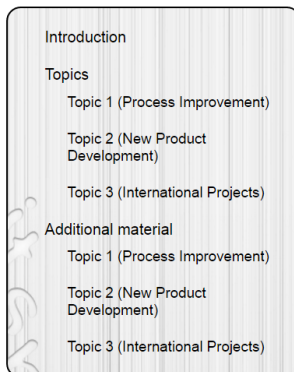 Introduction
Topics
Topic 1 (Process Improvement)
Topic 2 (New Product
Development)
Topic 3 (International Projects)
Additional material
Topic 1 (Process Improvement)
Topic 2 (New Product
Development)
Topic 3 (International Projects)